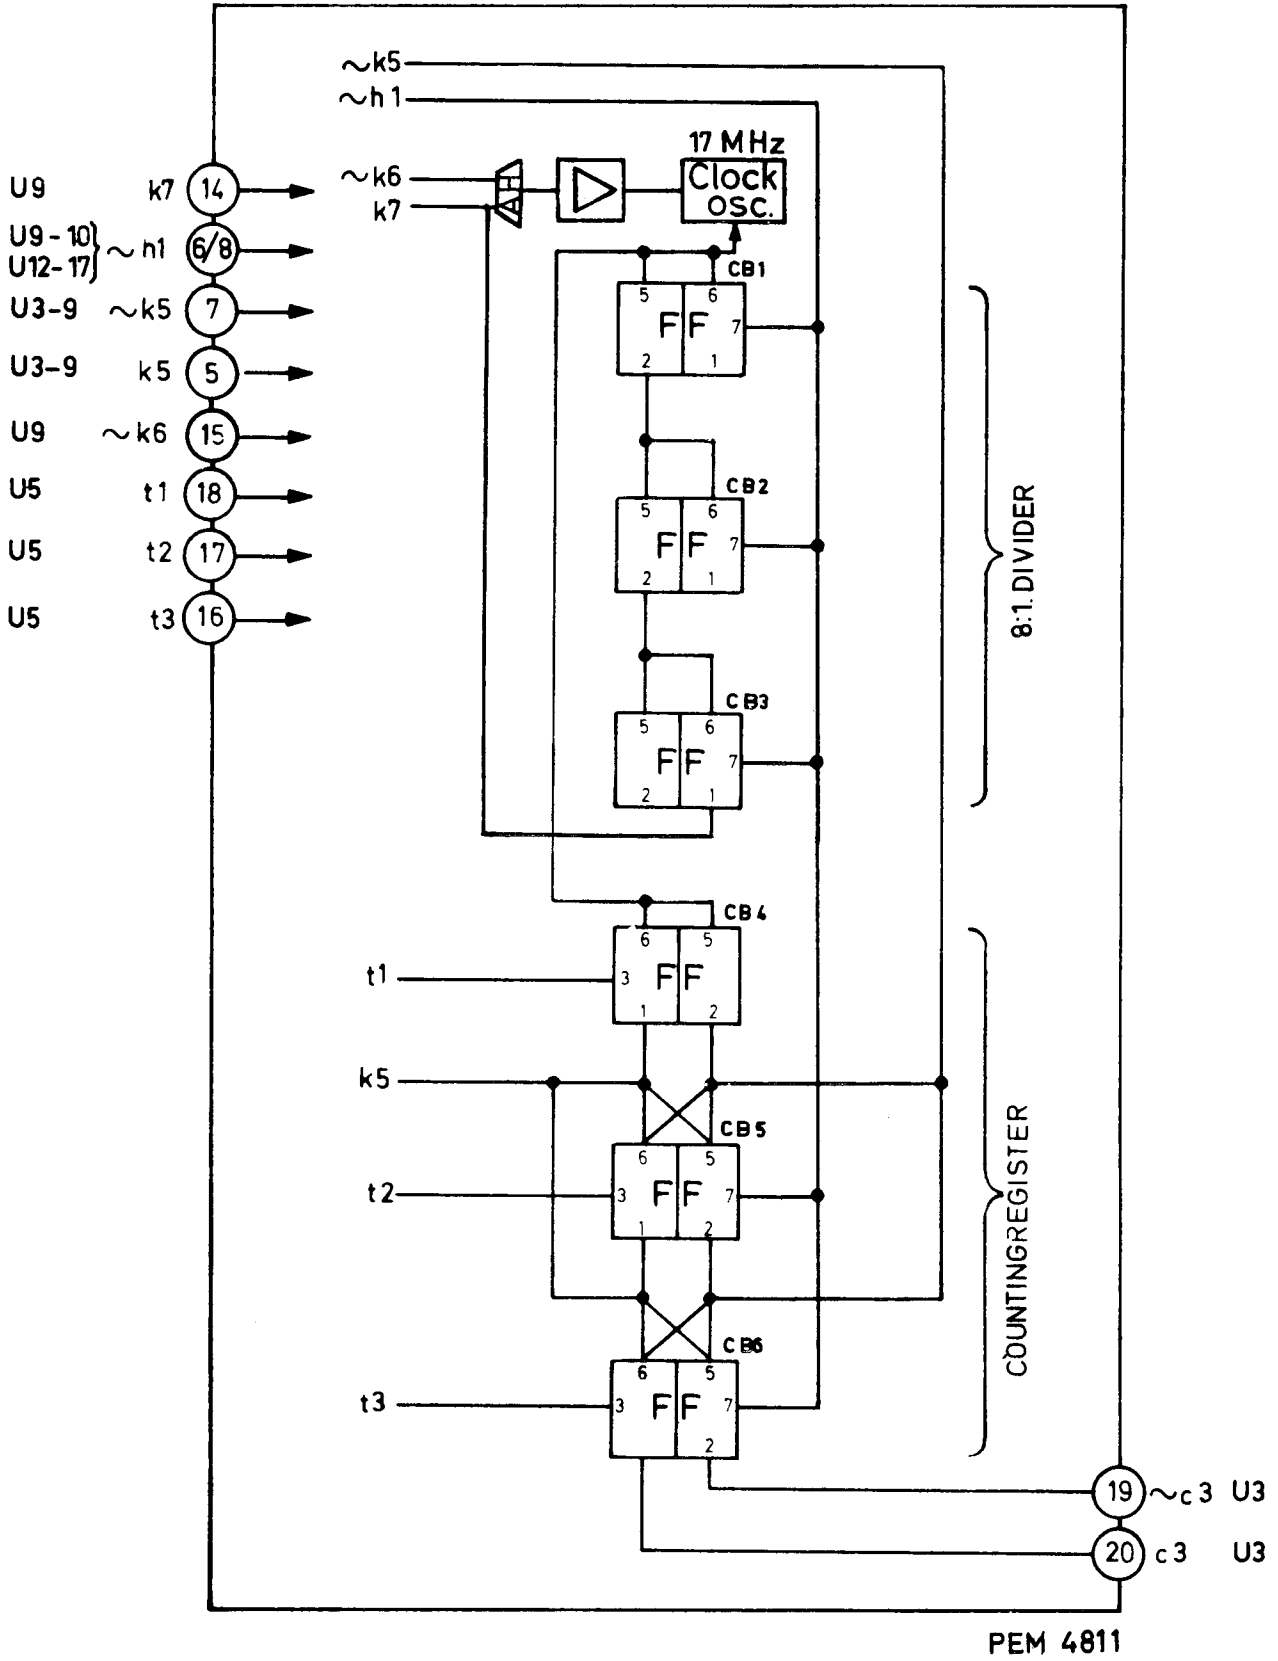 ~k5
~h1
17 MHz
Clock
OSC.
~k6
k7
U9 k7 14
U9-10
U12-17 } ~h1 6/8
U3-9 ~k5 7
U3-9 k5 5
U9 ~k6 15
U5 t1 18
U5 t2 17
U5 t3 16
CB1
5 6
F F 7
2 1
CB2
5 6
F F 7
2 1
CB3
5 6
F F 7
2 1
8:1. DIVIDER
CB4
6 5
t1 3 F F
1 2
k5
CB5
6 5
t2 3 F F 7
1 2
CB6
6 5
t3 3 F F 7
2
COUNTINGREGISTER
19 ~c3 U3
20 c3 U3
PEM 4811